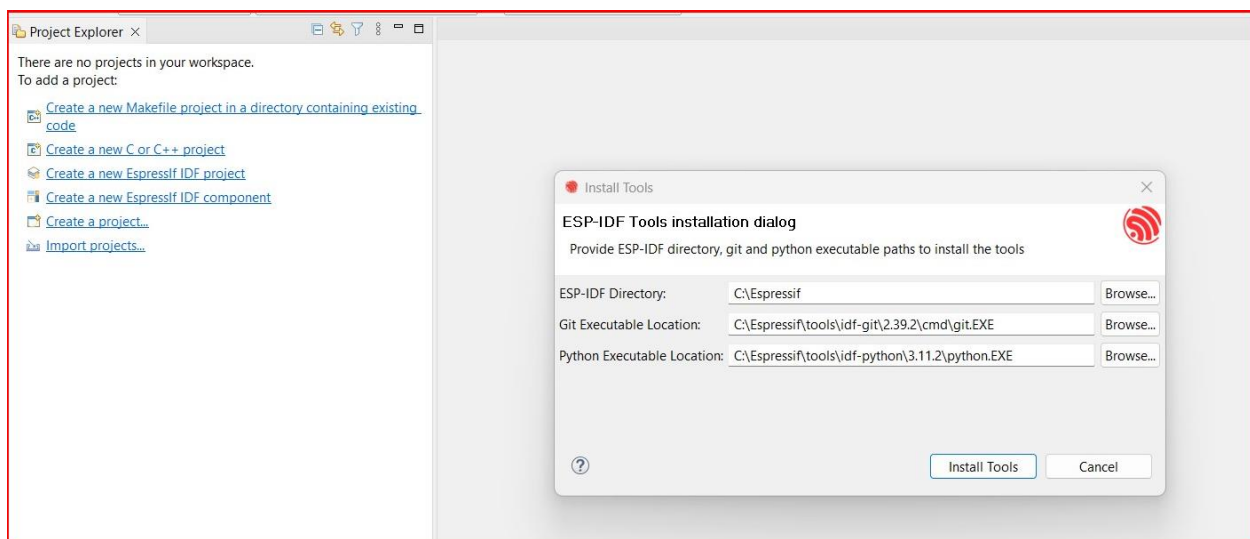 Project Explorer
There are no projects in your workspace.
To add a project:
Create a new Makefile project in a directory containing existing
code
Create a new C or C++ project
Create a new EspressIf IDF project
Create a new EspressIf IDF component
Create a project...
Import projects...
Install Tools
ESP-IDF Tools installation dialog
Provide ESP-IDF directory, git and python executable paths to install the tools
ESP-IDF Directory: C:\Espressif Browse...
Git Executable Location: C:\Espressif\tools\idf-git\2.39.2\cmd\git.EXE Browse...
Python Executable Location: C:\Espressif\tools\idf-python\3.11.2\python.EXE Browse...
Install Tools Cancel